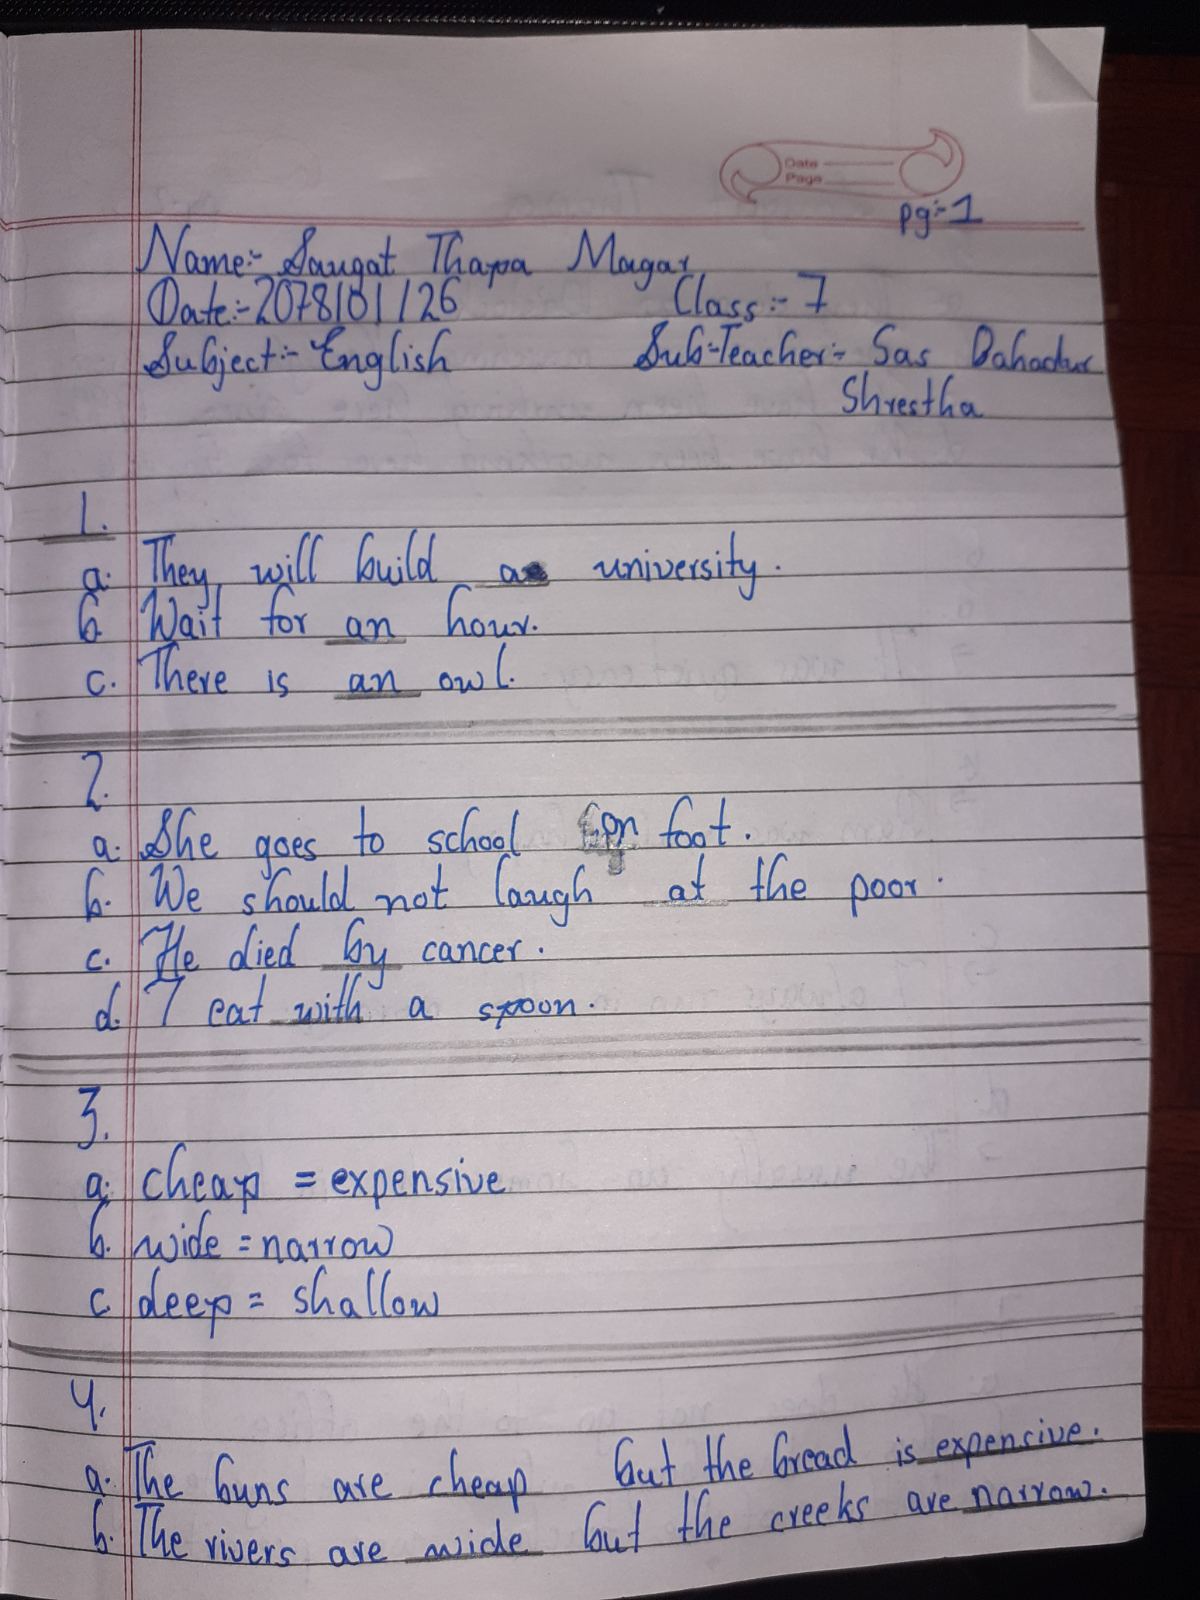 Date
Page
pg:-1
Name:- Saugat Thapa Magar
Date:-2078/01/26 Class:- 7
Subject:- English Sub-Teacher:- Sas Bahadur
Shrestha
1.
a. They will build a university.
b. Wait for an hour.
c. There is an owl.
2.
a. She goes to school on foot.
b. We should not laugh at the poor.
c. He died by cancer.
d. I eat with a spoon.
3.
a. cheap = expensive
b. wide = narrow
c. deep = shallow
4.
a. The buns are cheap but the bread is expensive.
b. The rivers are wide but the creeks are narrow.